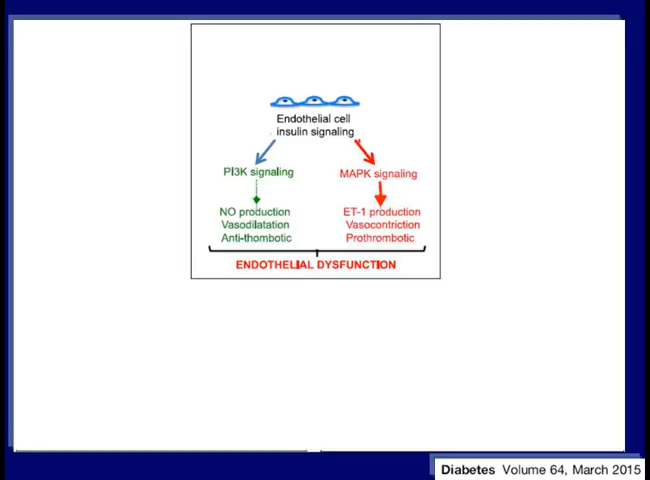 Endothelial cell
insulin signaling
PI3K signaling
MAPK signaling
NO production
Vasodilatation
Anti-thombotic
ET-1 production
Vasocontriction
Prothrombotic
ENDOTHELIAL DYSFUNCTION
Diabetes Volume 64, March 2015